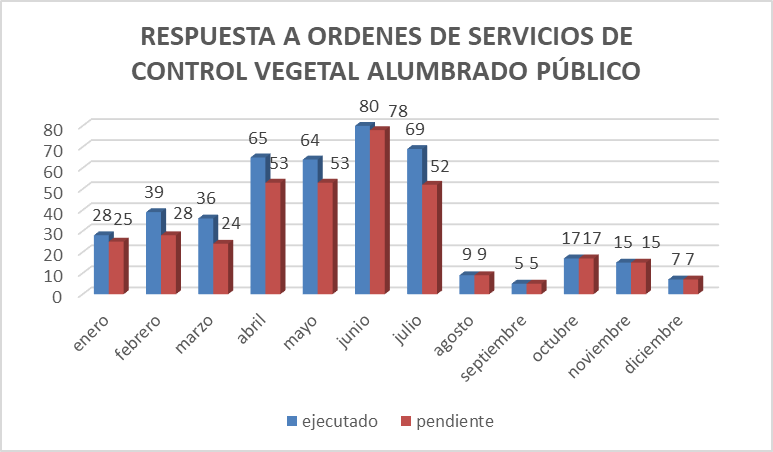 RESPUESTA A ORDENES DE SERVICIOS DE
CONTROL VEGETAL ALUMBRADO PÚBLICO
80
70
60
50
40
30
20
10
0
28 25
39 28
36 24
65 53
64 53
80 78
69 52
9 9
5 5
17 17
15 15
7 7
enero
febrero
marzo
abril
mayo
junio
julio
agosto
septiembre
octubre
noviembre
diciembre
ejecutado pendiente